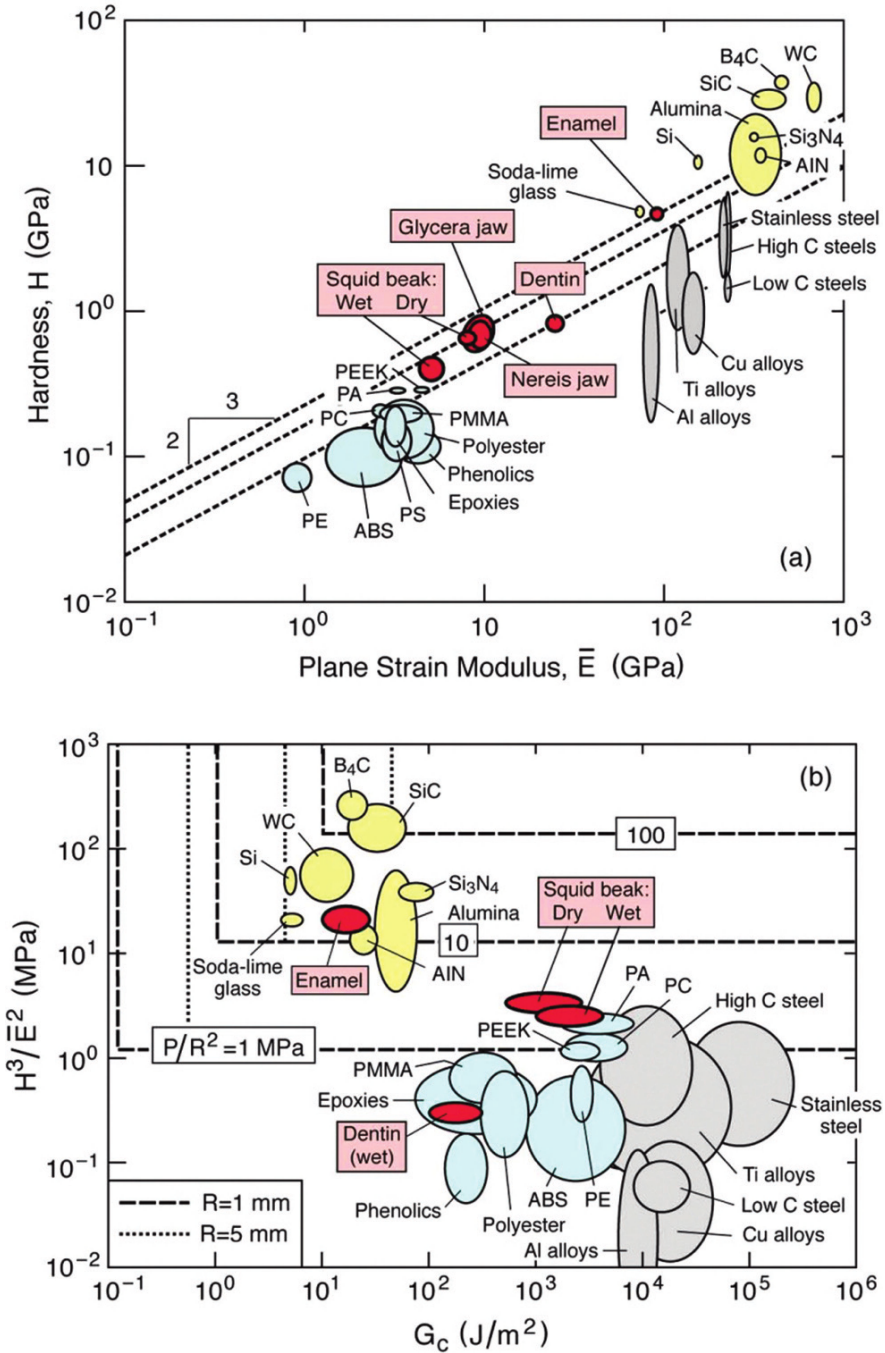 10²
B₄C
WC
SiC
Alumina
Enamel
Si
Si₃N₄
AlN
10
Soda-lime
glass
Stainless steel
High C steels
Low C steels
Glycera jaw
Squid beak:
Wet Dry
Dentin
10⁰
Hardness, H (GPa)
PEEK
PA
PC
PMMA
Nereis jaw
Cu alloys
Ti alloys
Al alloys
3
2
Polyester
Phenolics
Epoxies
10⁻¹
PE
ABS
PS
(a)
10⁻²
10⁻¹
10⁰
10
10²
10³
Plane Strain Modulus, E̅ (GPa)
10³
B₄C
SiC
(b)
100
WC
10²
Si
Si₃N₄
Squid beak:
Dry Wet
Alumina
10
Soda-lime
glass
Enamel
AlN
10¹
H³/E̅² (MPa)
PA
PC
High C steel
PEEK
P/R² = 1 MPa
10⁰
PMMA
Epoxies
Stainless
steel
Dentin
(wet)
10⁻¹
Ti alloys
Phenolics
Polyester
ABS
PE
Low C steel
Cu alloys
Al alloys
R=1 mm
R=5 mm
10⁻²
10⁻¹
10⁰
10¹
10²
10³
10⁴
10⁵
10⁶
G꜀ (J/m²)